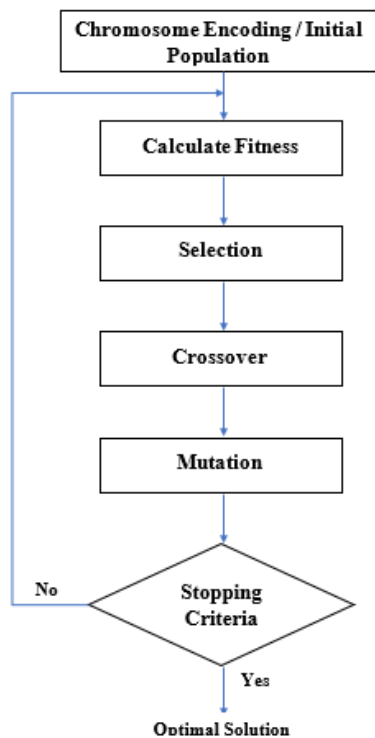 Chromosome Encoding / Initial
Population
Calculate Fitness
Selection
Crossover
Mutation
Stopping
Criteria
No
Yes
Optimal Solution